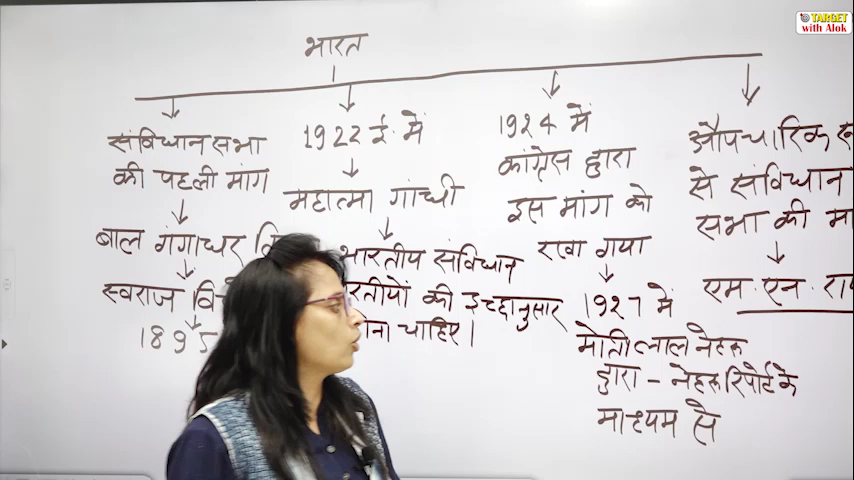 TARGET
with Alok
भारत
संविधान सभा
की पहली मांग
बाल गंगाधर
स्वराज
1895
1922 ई. में
महात्मा गांधी
भारतीय संविधान
की इच्छानुसार
चाहिए।
1924 में
कांग्रेस द्वारा
इस मांग को
रखा गया
1927 में
मोतीलाल नेहरू
द्वारा - नेहरू रिपोर्ट के
माध्यम से
औपचारिक
से संविधान
सभा की
एम. एन.